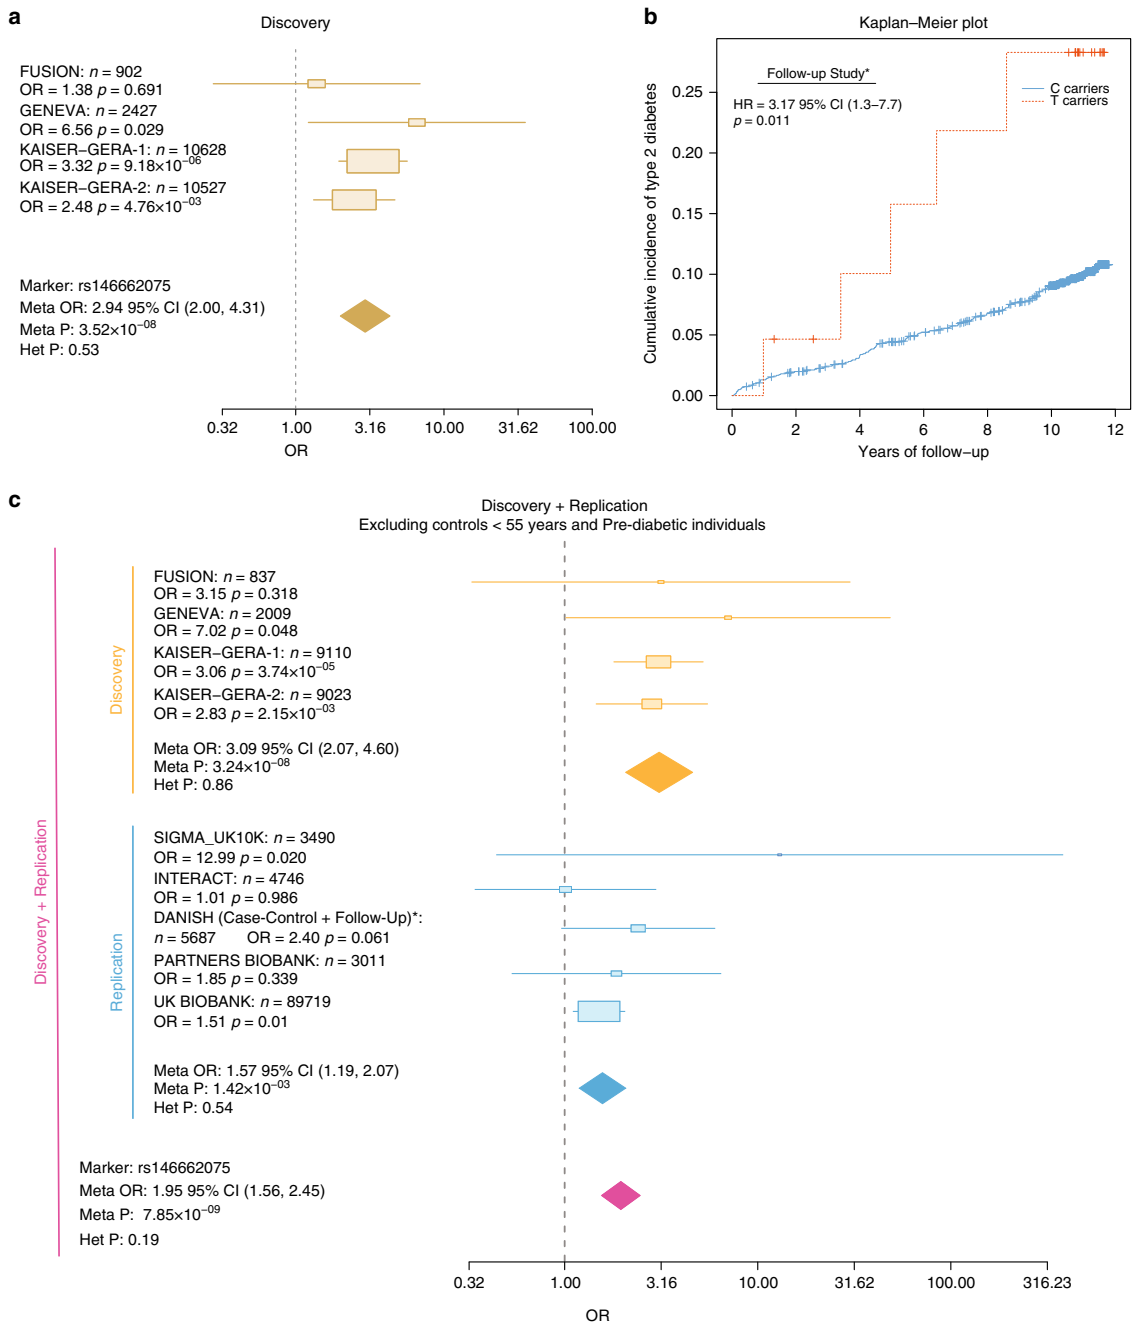 a
Discovery
FUSION: n = 902
OR = 1.38 p = 0.691
GENEVA: n = 2427
OR = 6.56 p = 0.029
KAISER−GERA-1: n = 10628
OR = 3.32 p = 9.18×10−06
KAISER−GERA-2: n = 10527
OR = 2.48 p = 4.76×10−03
Marker: rs146662075
Meta OR: 2.94 95% CI (2.00, 4.31)
Meta P: 3.52×10−08
Het P: 0.53
0.32 1.00 3.16 10.00 31.62 100.00
OR
b
Kaplan–Meier plot
Cumulative incidence of type 2 diabetes
Follow-up Study*
HR = 3.17 95% CI (1.3–7.7)
p = 0.011
C carriers
T carriers
0.25
0.20
0.15
0.10
0.05
0.00
0 2 4 6 8 10 12
Years of follow−up
c
Discovery + Replication
Excluding controls < 55 years and Pre-diabetic individuals
Discovery + Replication
Discovery
FUSION: n = 837
OR = 3.15 p = 0.318
GENEVA: n = 2009
OR = 7.02 p = 0.048
KAISER−GERA-1: n = 9110
OR = 3.06 p = 3.74×10−05
KAISER−GERA-2: n = 9023
OR = 2.83 p = 2.15×10−03
Meta OR: 3.09 95% CI (2.07, 4.60)
Meta P: 3.24×10−08
Het P: 0.86
Replication
SIGMA_UK10K: n = 3490
OR = 12.99 p = 0.020
INTERACT: n = 4746
OR = 1.01 p = 0.986
DANISH (Case-Control + Follow-Up)*:
n = 5687 OR = 2.40 p = 0.061
PARTNERS BIOBANK: n = 3011
OR = 1.85 p = 0.339
UK BIOBANK: n = 89719
OR = 1.51 p = 0.01
Meta OR: 1.57 95% CI (1.19, 2.07)
Meta P: 1.42×10−03
Het P: 0.54
Marker: rs146662075
Meta OR: 1.95 95% CI (1.56, 2.45)
Meta P: 7.85×10−09
Het P: 0.19
0.32 1.00 3.16 10.00 31.62 100.00 316.23
OR